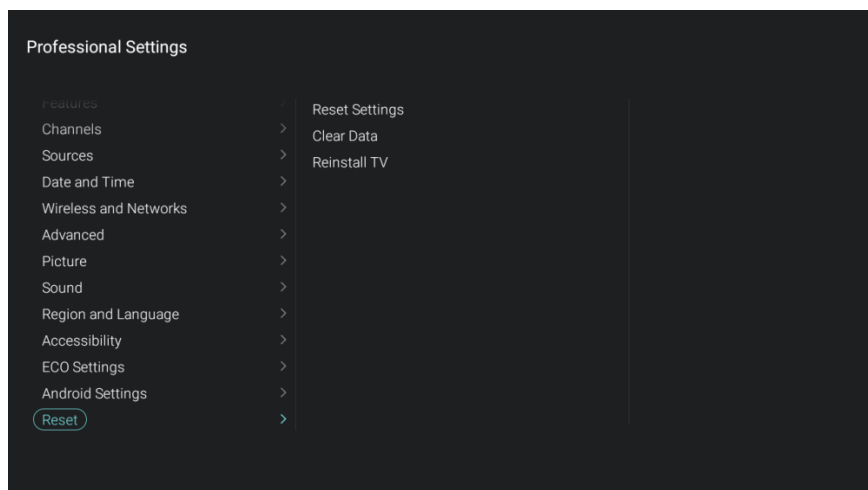 Professional Settings
Features
Channels
Sources
Date and Time
Wireless and Networks
Advanced
Picture
Sound
Region and Language
Accessibility
ECO Settings
Android Settings
Reset
Reset Settings
Clear Data
Reinstall TV